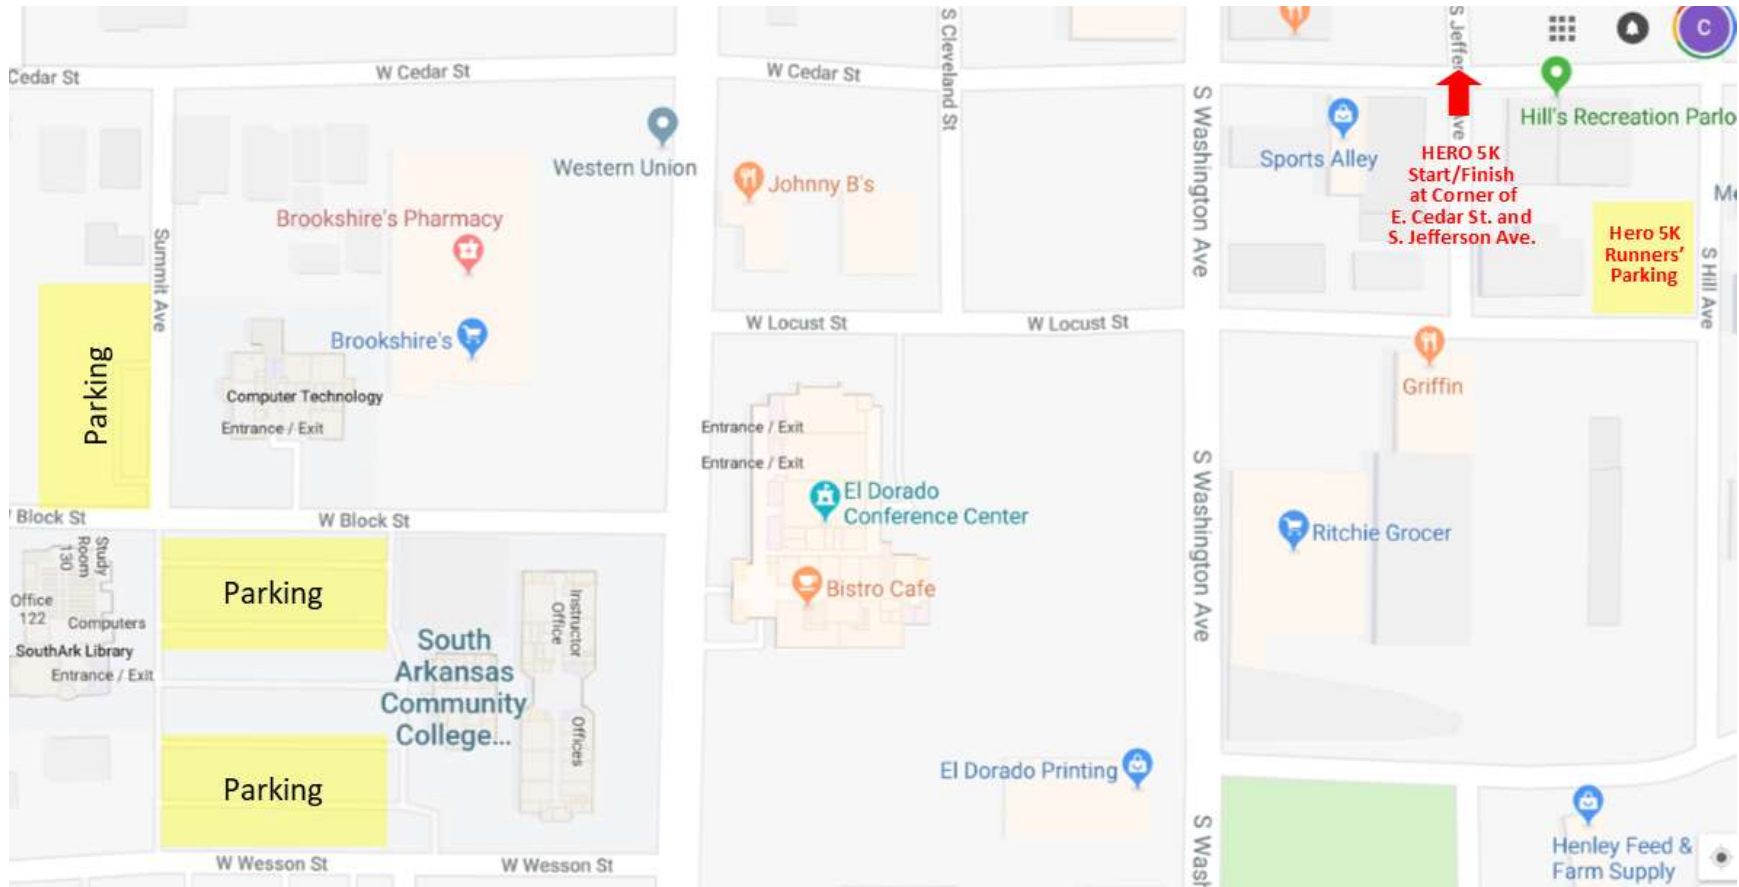 Cedar St
W Cedar St
W Cedar St
S Cleveland St
S Jeffer
Ave
C
Hill's Recreation Parlo
Western Union
Johnny B's
S Washington Ave
Sports Alley
HERO 5K
Start/Finish
at Corner of
E. Cedar St. and
S. Jefferson Ave.
Hero 5K
Runners'
Parking
S Hill Ave
Brookshire's Pharmacy
Summit Ave
Brookshire's
W Locust St
W Locust St
Parking
Computer Technology
Entrance / Exit
Griffin
Entrance / Exit
Entrance / Exit
El Dorado
Conference Center
S Washington Ave
Ritchie Grocer
Block St
W Block St
Study
Room
130
Office
122
Computers
SouthArk Library
Entrance / Exit
Parking
Instructor
Office
Bistro Cafe
South
Arkansas
Community
College...
Offices
Parking
El Dorado Printing
S Wash
Henley Feed &
Farm Supply
W Wesson St
W Wesson St